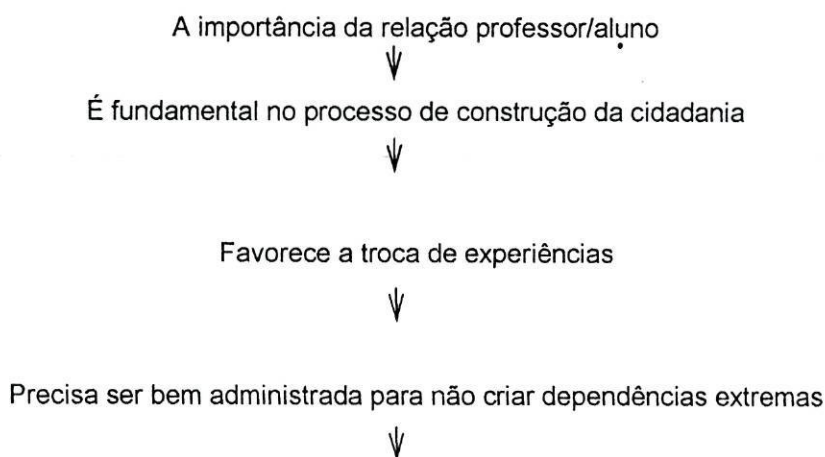 A importância da relação professor/aluno
É fundamental no processo de construção da cidadania
Favorece a troca de experiências
Precisa ser bem administrada para não criar dependências extremas